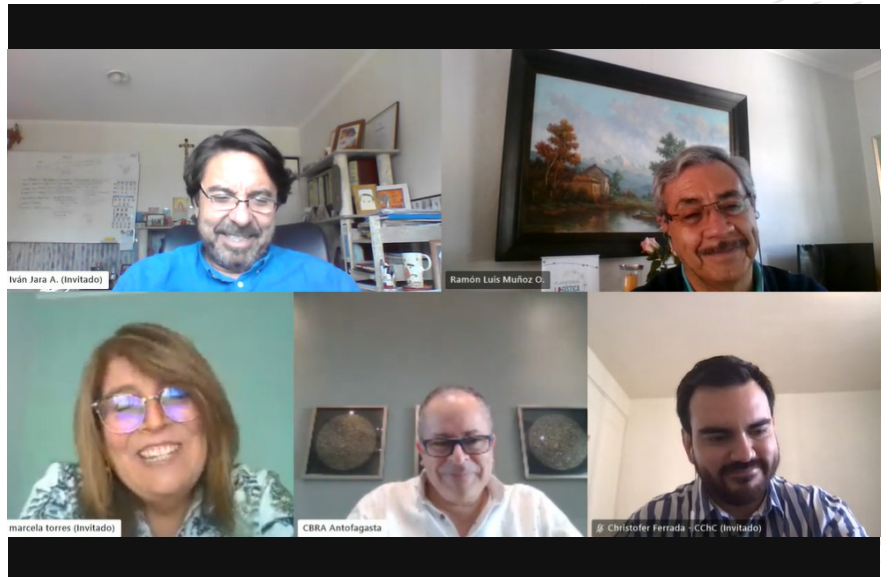 Iván Jara A. (Invitado)
Ramón Luis Muñoz O.
marcela torres (Invitado)
CBRA Antofagasta
Christofer Ferrada - CChC (Invitado)